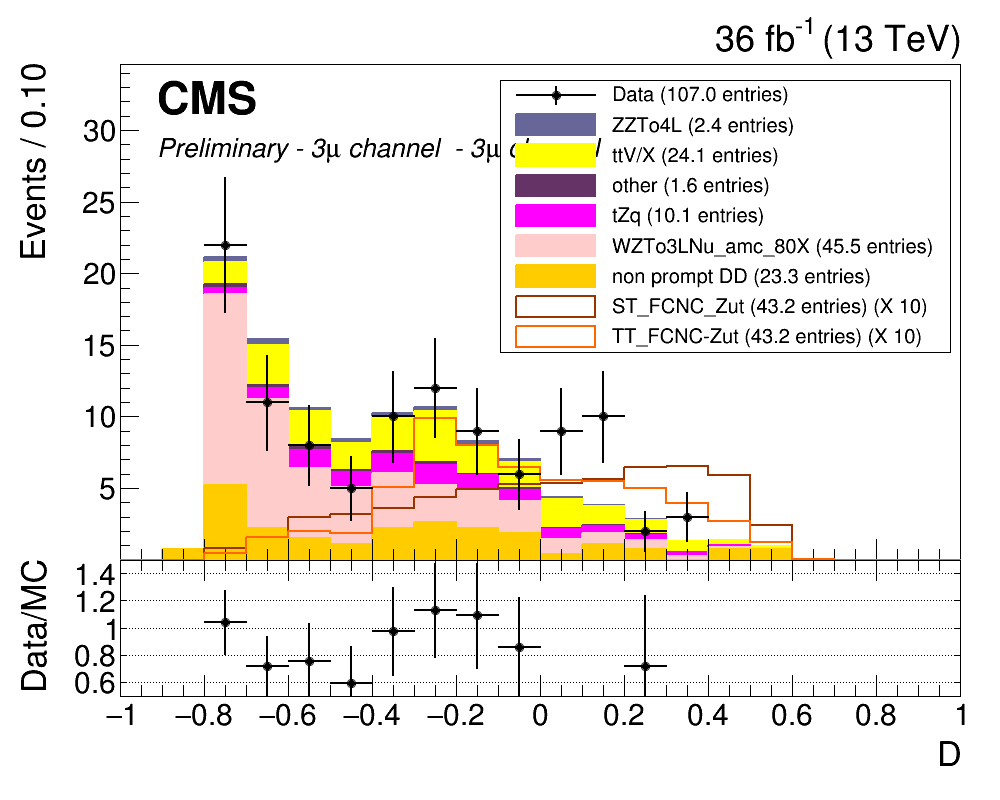 36 fb-1 (13 TeV)
CMS
Preliminary - 3μ channel - 3μ channel
Data (107.0 entries)
ZZTo4L (2.4 entries)
ttV/X (24.1 entries)
other (1.6 entries)
tZq (10.1 entries)
WZTo3LNu_amc_80X (45.5 entries)
non prompt DD (23.3 entries)
ST_FCNC_Zut (43.2 entries) (X 10)
TT_FCNC-Zut (43.2 entries) (X 10)
Events / 0.10
30
25
20
15
10
5
Data/MC
1.4
1.2
1
0.8
0.6
−1 −0.8 −0.6 −0.4 −0.2 0 0.2 0.4 0.6 0.8 1
D